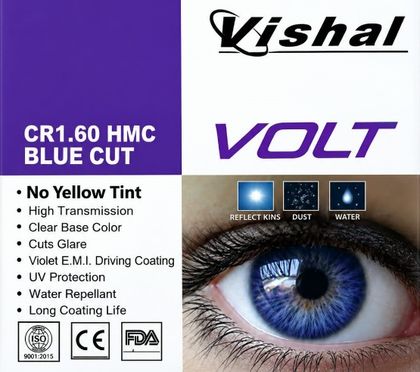 Vishal
CR1.60 HMC
BLUE CUT
VOLT
• No Yellow Tint
• High Transmission
• Clear Base Color
• Cuts Glare
• Violet E.M.I. Driving Coating
• UV Protection
• Water Repellant
• Long Coating Life
REFLECT KINS
DUST
WATER
ISO
9001:2015
CE
FDA